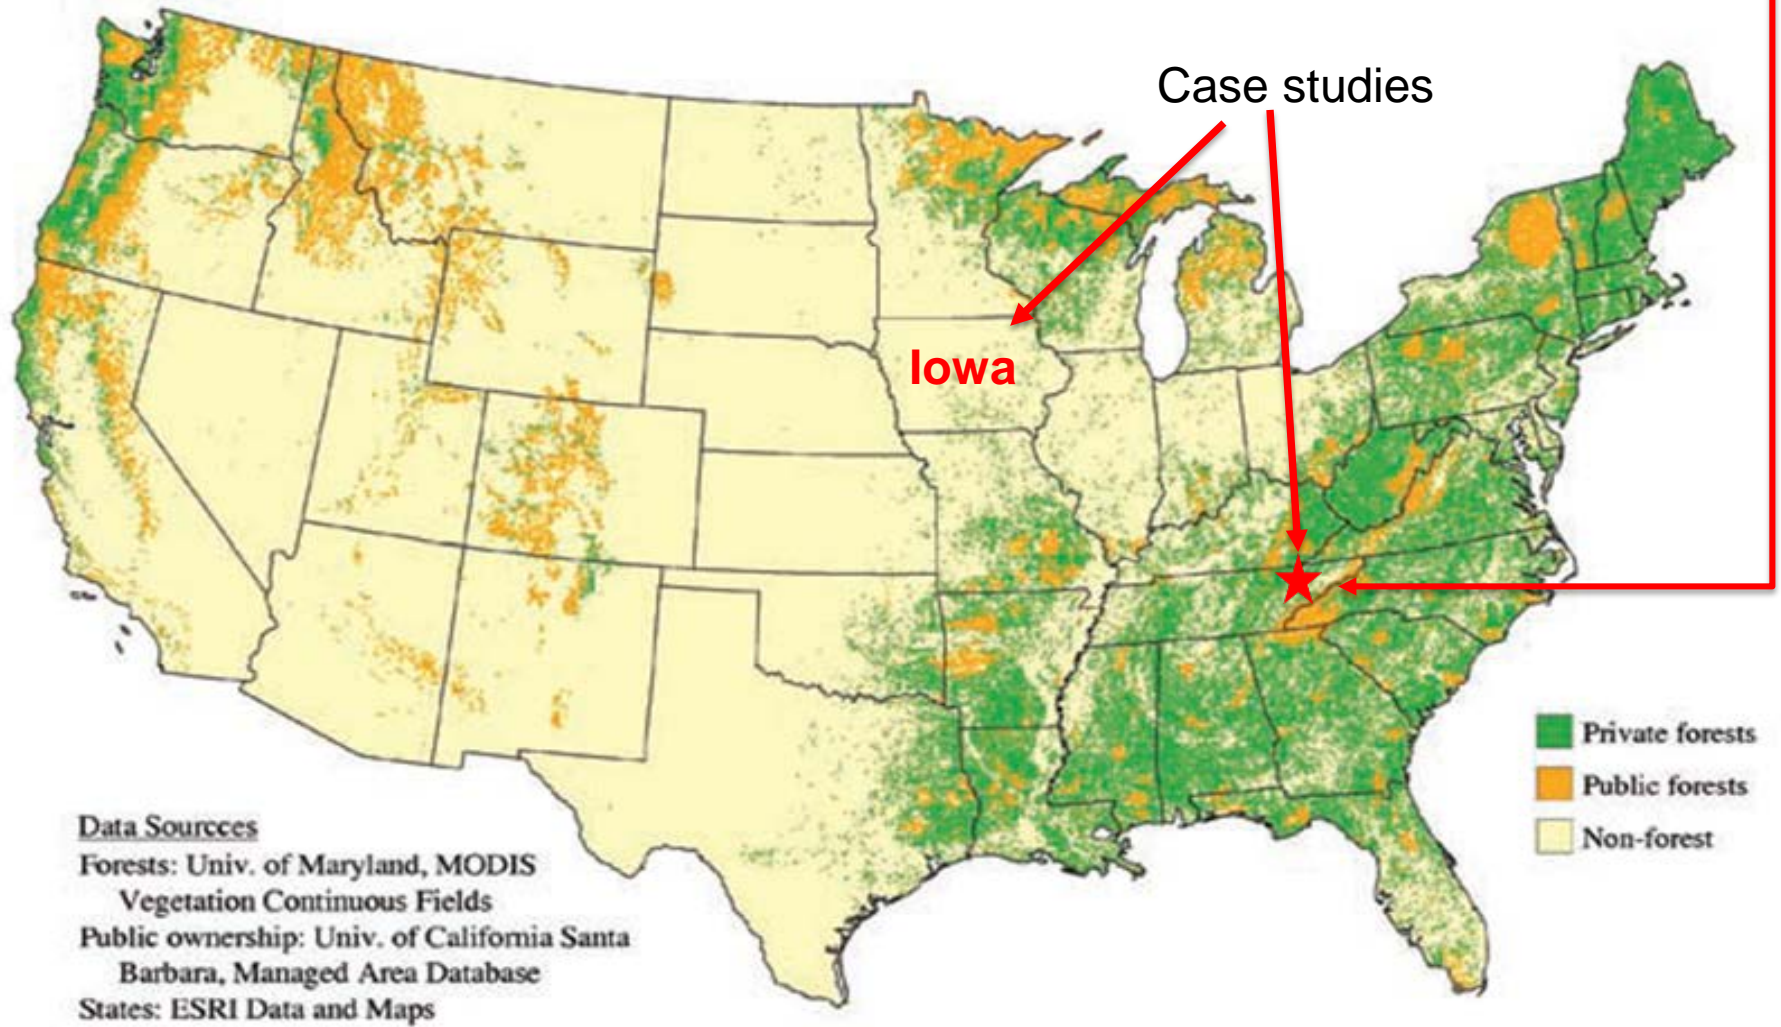 Case studies
Iowa
Private forests
Public forests
Non-forest
Data Sourcces
Forests: Univ. of Maryland, MODIS
Vegetation Continuous Fields
Public ownership: Univ. of California Santa
Barbara, Managed Area Database
States: ESRI Data and Maps